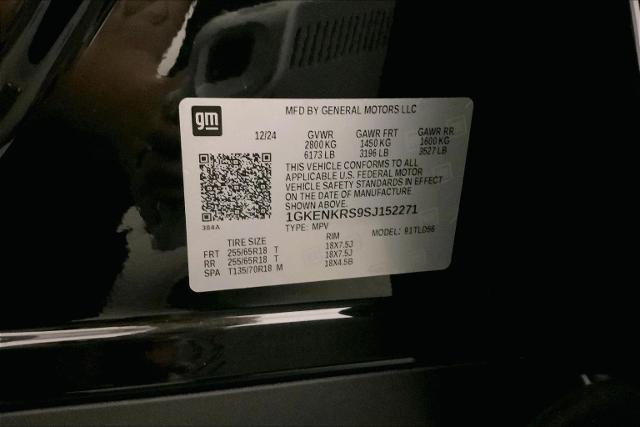 gm
MFD BY GENERAL MOTORS LLC
12/24 GVWR GAWR FRT GAWR RR
2800 KG 1450 KG 1600 KG
6173 LB 3196 LB 3527 LB
THIS VEHICLE CONFORMS TO ALL
APPLICABLE U.S. FEDERAL MOTOR
VEHICLE SAFETY STANDARDS IN EFFECT
ON THE DATE OF MANUFACTURE
SHOWN ABOVE.
1GKENKRS9SJ152271
384A
TYPE: MPV MODEL: 91TLD56
TIRE SIZE RIM
FRT 255/65R18 T 18X7.5J
RR 255/65R18 T 18X7.5J
SPA T135/70R18 M 18X4.5B